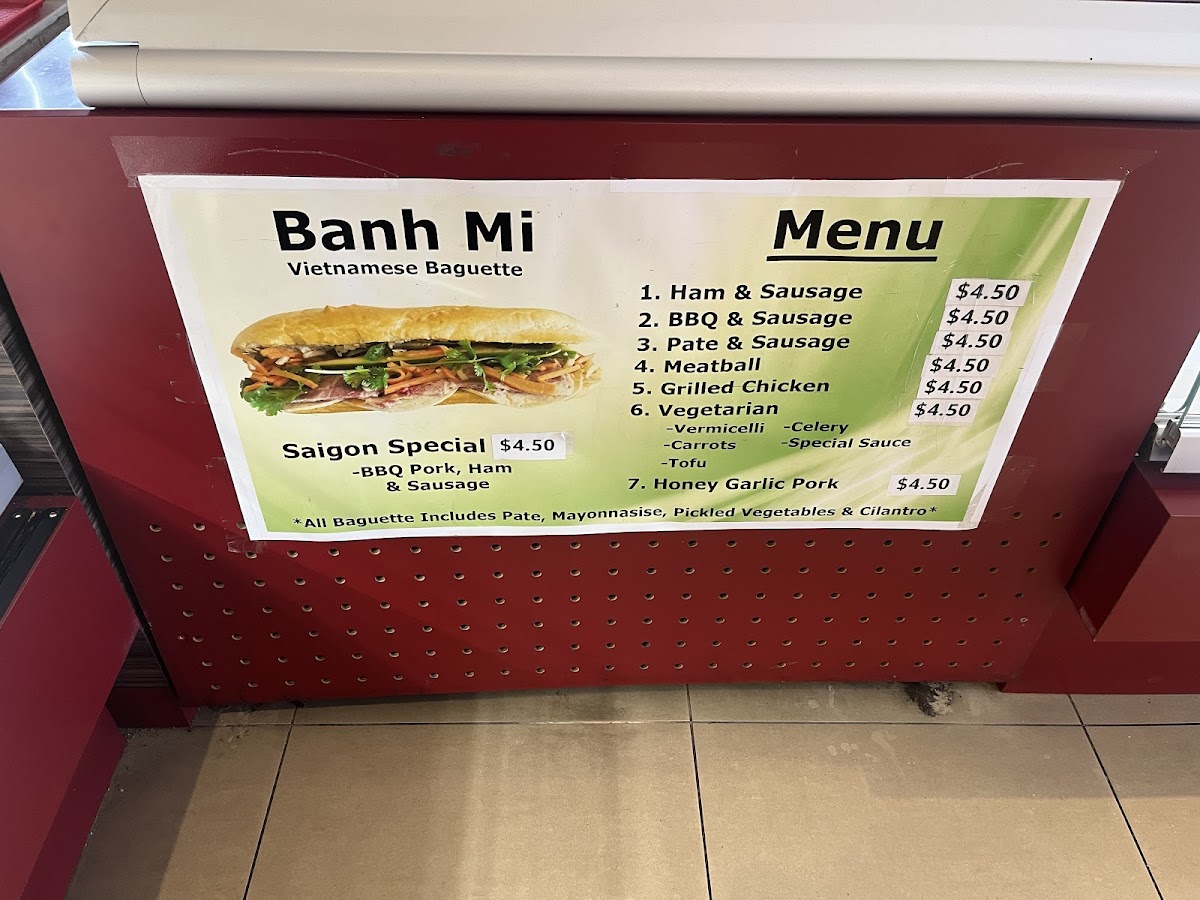 Banh Mi
Vietnamese Baguette
Saigon Special $4.50
-BBQ Pork, Ham
& Sausage
Menu
1. Ham & Sausage $4.50
2. BBQ & Sausage $4.50
3. Pate & Sausage $4.50
4. Meatball $4.50
5. Grilled Chicken $4.50
6. Vegetarian $4.50
-Vermicelli -Celery
-Carrots -Special Sauce
-Tofu
7. Honey Garlic Pork $4.50
*All Baguette Includes Pate, Mayonnasise, Pickled Vegetables & Cilantro*